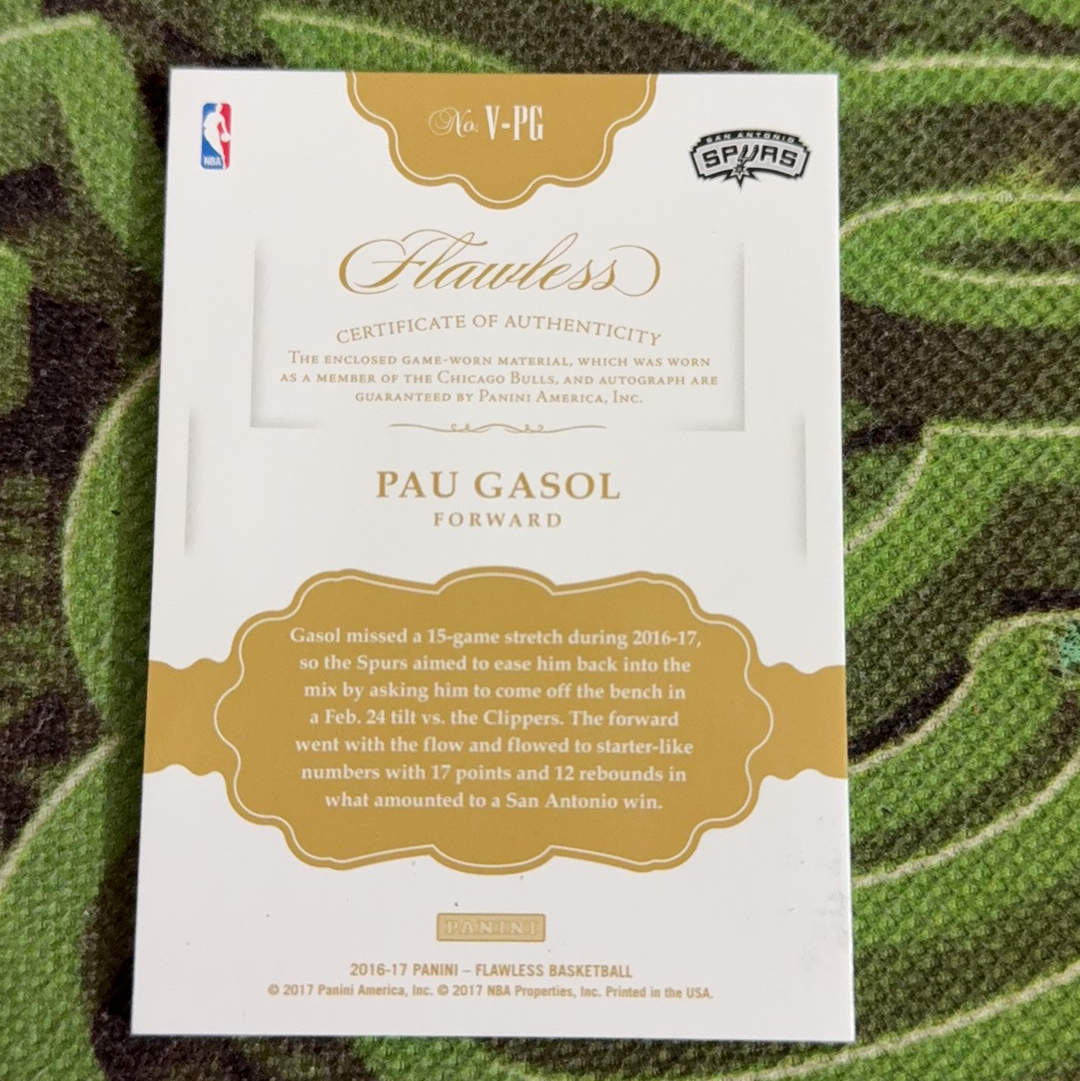 No. V-PG
NBA
SAN ANTONIO
SPURS
Flawless
CERTIFICATE OF AUTHENTICITY
THE ENCLOSED GAME-WORN MATERIAL, WHICH WAS WORN
AS A MEMBER OF THE CHICAGO BULLS, AND AUTOGRAPH ARE
GUARANTEED BY PANINI AMERICA, INC.
PAU GASOL
FORWARD
Gasol missed a 15-game stretch during 2016-17,
so the Spurs aimed to ease him back into the
mix by asking him to come off the bench in
a Feb. 24 tilt vs. the Clippers. The forward
went with the flow and flowed to starter-like
numbers with 17 points and 12 rebounds in
what amounted to a San Antonio win.
PANINI
2016-17 PANINI – FLAWLESS BASKETBALL
© 2017 Panini America, Inc. © 2017 NBA Properties, Inc. Printed in the USA.